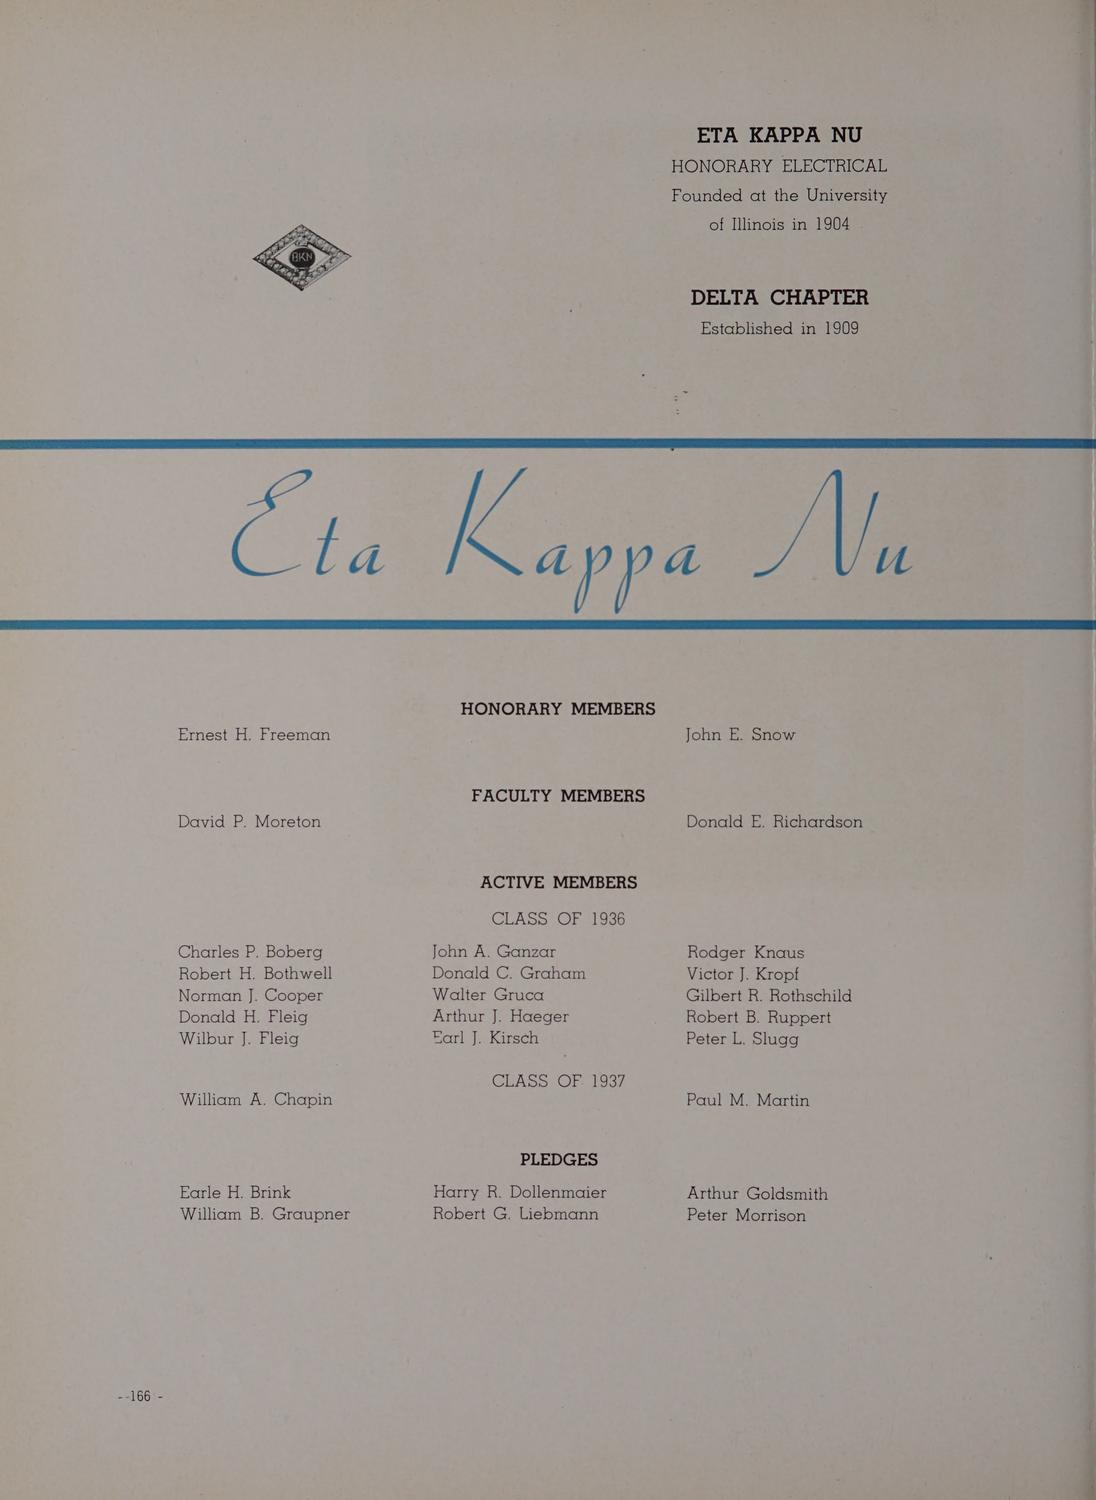 ETA KAPPA NU
HONORARY ELECTRICAL
Founded at the University
of Illinois in 1904
DELTA CHAPTER
Established in 1909
Eta Kappa Nu
HONORARY MEMBERS
Ernest H. Freeman John E. Snow
FACULTY MEMBERS
David P. Moreton Donald E. Richardson
ACTIVE MEMBERS
CLASS OF 1936
Charles P. Boberg John A. Ganzar Rodger Knaus
Robert H. Bothwell Donald C. Graham Victor J. Kropf
Norman J. Cooper Walter Gruca Gilbert R. Rothschild
Donald H. Fleig Arthur J. Haeger Robert B. Ruppert
Wilbur J. Fleig Earl J. Kirsch Peter L. Slugg
CLASS OF 1937
William A. Chapin Paul M. Martin
PLEDGES
Earle H. Brink Harry R. Dollenmaier Arthur Goldsmith
William B. Graupner Robert G. Liebmann Peter Morrison
--166 -